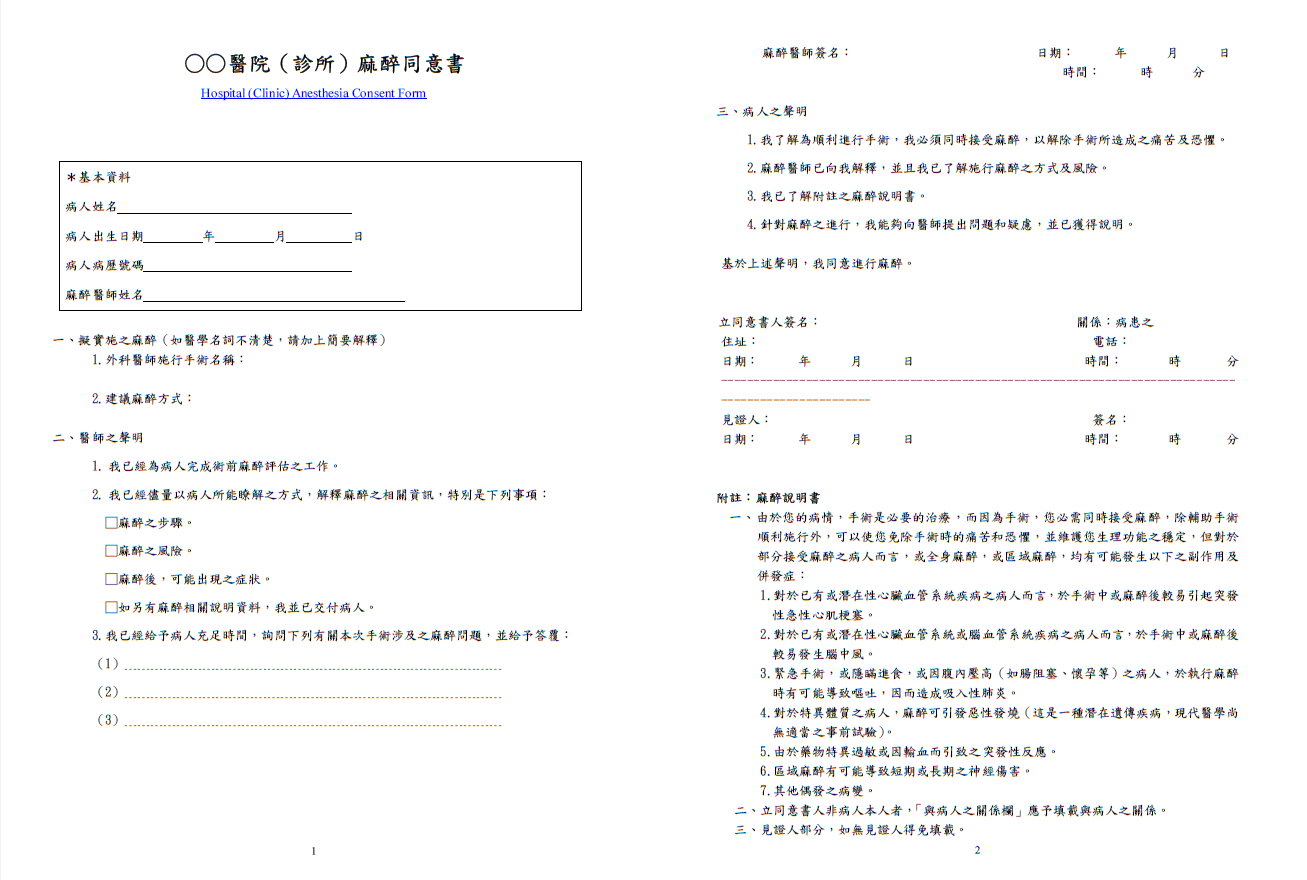 ○○醫院（診所）麻醉同意書
Hospital (Clinic) Anesthesia Consent Form
＊基本資料
病人姓名
病人出生日期 年 月 日
病人病歷號碼
麻醉醫師姓名
一、擬實施之麻醉（如醫學名詞不清楚，請加上簡要解釋）
1.外科醫師施行手術名稱：
2.建議麻醉方式：
二、醫師之聲明
1. 我已經為病人完成術前麻醉評估之工作。
2. 我已經儘量以病人所能瞭解之方式，解釋麻醉之相關資訊，特別是下列事項：
□麻醉之步驟。
□麻醉之風險。
□麻醉後，可能出現之症狀。
□如另有麻醉相關說明資料，我並已交付病人。
3.我已經給予病人充足時間，詢問下列有關本次手術涉及之麻醉問題，並給予答覆：
（1）
（2）
（3）
1
麻醉醫師簽名： 日期： 年 月 日
時間： 時 分
三、病人之聲明
1.我了解為順利進行手術，我必須同時接受麻醉，以解除手術所造成之痛苦及恐懼。
2.麻醉醫師已向我解釋，並且我已了解施行麻醉之方式及風險。
3.我已了解附註之麻醉說明書。
4.針對麻醉之進行，我能夠向醫師提出問題和疑慮，並已獲得說明。
基於上述聲明，我同意進行麻醉。
立同意書人簽名： 關係：病患之
住址： 電話：
日期： 年 月 日 時間： 時 分
見證人： 簽名：
日期： 年 月 日 時間： 時 分
附註：麻醉說明書
一、由於您的病情，手術是必要的治療，而因為手術，您必需同時接受麻醉，除輔助手術
順利施行外，可以使您免除手術時的痛苦和恐懼，並維護您生理功能之穩定，但對於
部分接受麻醉之病人而言，或全身麻醉，或區域麻醉，均有可能發生以下之副作用及
併發症：
1.對於已有或潛在性心臟血管系統疾病之病人而言，於手術中或麻醉後較易引起突發
性急性心肌梗塞。
2.對於已有或潛在性心臟血管系統或腦血管系統疾病之病人而言，於手術中或麻醉後
較易發生腦中風。
3.緊急手術，或隱瞞進食，或因腹內壓高（如腸阻塞、懷孕等）之病人，於執行麻醉
時有可能導致嘔吐，因而造成吸入性肺炎。
4.對於特異體質之病人，麻醉可引發惡性發燒（這是一種潛在遺傳疾病，現代醫學尚
無適當之事前試驗）。
5.由於藥物特異過敏或因輸血而引致之突發性反應。
6.區域麻醉有可能導致短期或長期之神經傷害。
7.其他偶發之病變。
二、立同意書人非病人本人者，「與病人之關係欄」應予填載與病人之關係。
三、見證人部分，如無見證人得免填載。
2